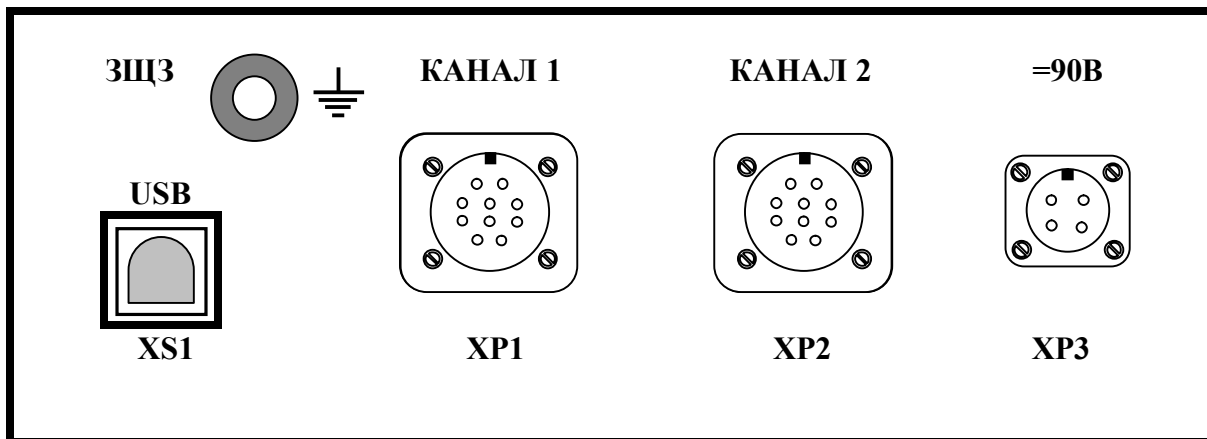 ЗЩЗ
КАНАЛ 1
КАНАЛ 2
=90В
USB
XS1
XP1
XP2
XP3